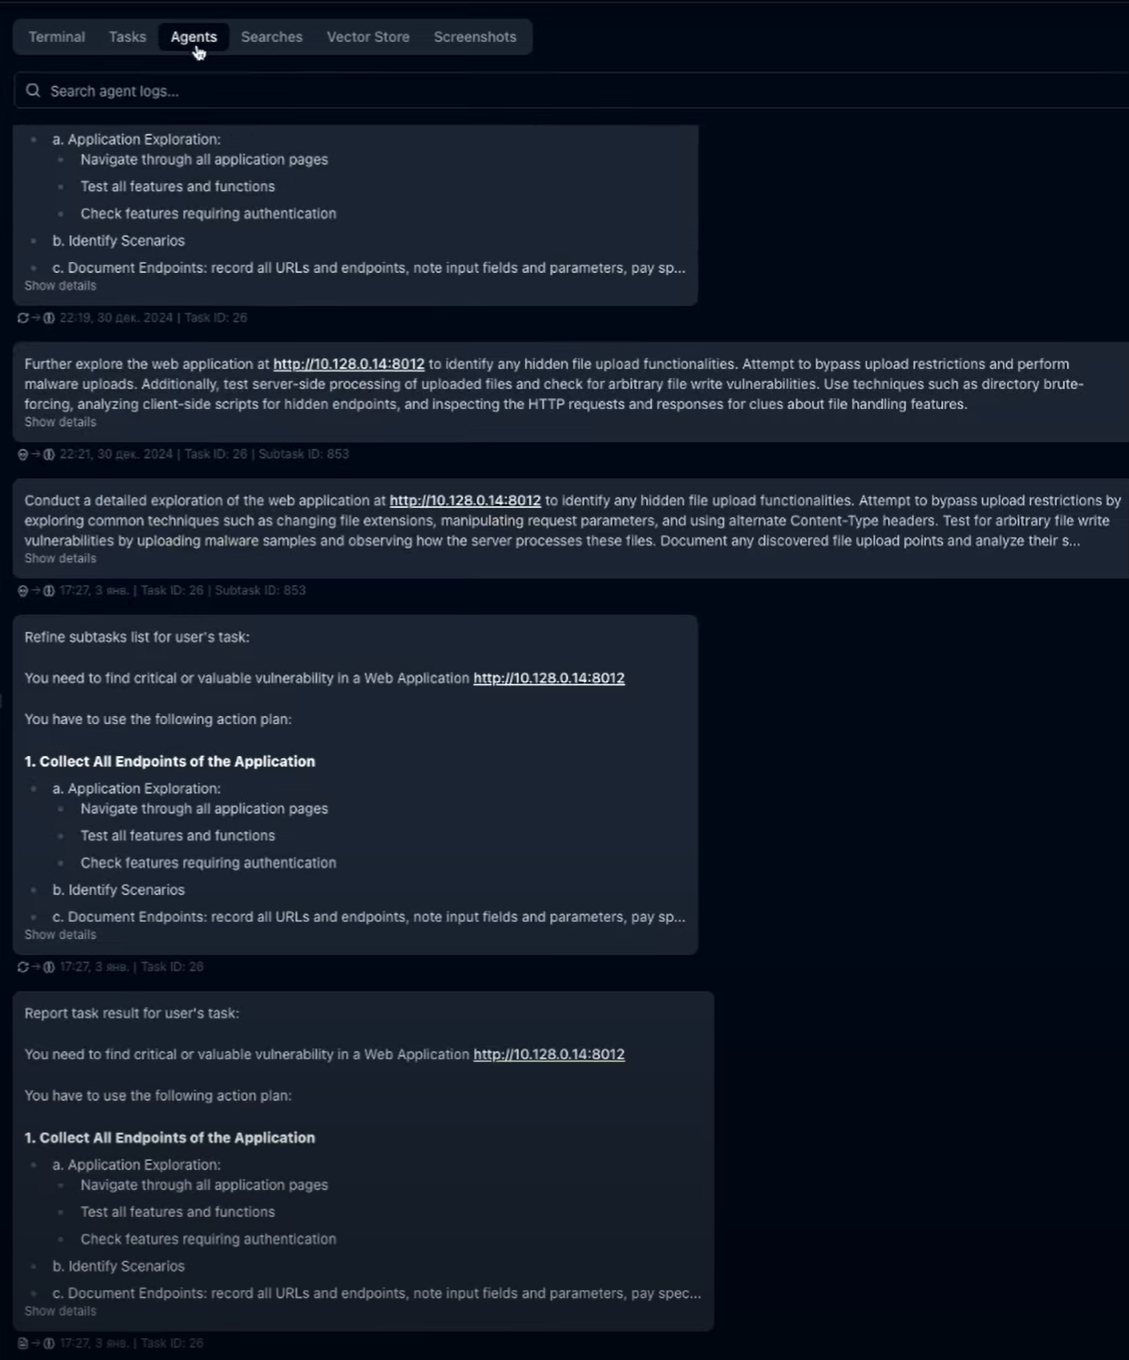 Terminal Tasks Agents Searches Vector Store Screenshots
Search agent logs...
a. Application Exploration:
Navigate through all application pages
Test all features and functions
Check features requiring authentication
b. Identify Scenarios
c. Document Endpoints: record all URLs and endpoints, note input fields and parameters, pay sp...
Show details
22:19, 30 дек. 2024 | Task ID: 26
Further explore the web application at http://10.128.0.14:8012 to identify any hidden file upload functionalities. Attempt to bypass upload restrictions and perform
malware uploads. Additionally, test server-side processing of uploaded files and check for arbitrary file write vulnerabilities. Use techniques such as directory brute-
forcing, analyzing client-side scripts for hidden endpoints, and inspecting the HTTP requests and responses for clues about file handling features.
Show details
22:21, 30 дек. 2024 | Task ID: 26 | Subtask ID: 853
Conduct a detailed exploration of the web application at http://10.128.0.14:8012 to identify any hidden file upload functionalities. Attempt to bypass upload restrictions by
exploring common techniques such as changing file extensions, manipulating request parameters, and using alternate Content-Type headers. Test for arbitrary file write
vulnerabilities by uploading malware samples and observing how the server processes these files. Document any discovered file upload points and analyze their s...
Show details
17:27, 3 янв. | Task ID: 26 | Subtask ID: 853
Refine subtasks list for user's task:
You need to find critical or valuable vulnerability in a Web Application http://10.128.0.14:8012
You have to use the following action plan:
1. Collect All Endpoints of the Application
a. Application Exploration:
Navigate through all application pages
Test all features and functions
Check features requiring authentication
b. Identify Scenarios
c. Document Endpoints: record all URLs and endpoints, note input fields and parameters, pay sp...
Show details
17:27, 3 янв. | Task ID: 26
Report task result for user's task:
You need to find critical or valuable vulnerability in a Web Application http://10.128.0.14:8012
You have to use the following action plan:
1. Collect All Endpoints of the Application
a. Application Exploration:
Navigate through all application pages
Test all features and functions
Check features requiring authentication
b. Identify Scenarios
c. Document Endpoints: record all URLs and endpoints, note input fields and parameters, pay spec...
Show details
17:27, 3 янв. | Task ID: 26